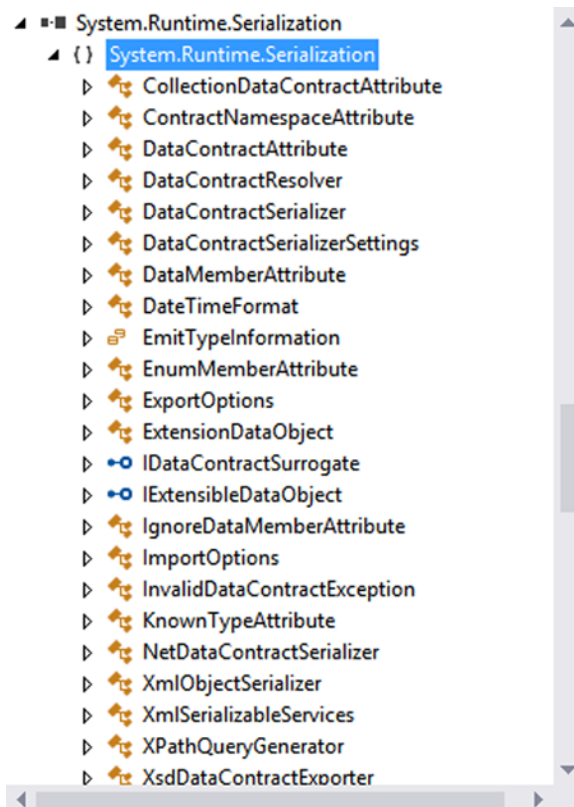 System.Runtime.Serialization
{} System.Runtime.Serialization
CollectionDataContractAttribute
ContractNamespaceAttribute
DataContractAttribute
DataContractResolver
DataContractSerializer
DataContractSerializerSettings
DataMemberAttribute
DateTimeFormat
EmitTypeInformation
EnumMemberAttribute
ExportOptions
ExtensionDataObject
IDataContractSurrogate
IExtensibleDataObject
IgnoreDataMemberAttribute
ImportOptions
InvalidDataContractException
KnownTypeAttribute
NetDataContractSerializer
XmlObjectSerializer
XmlSerializableServices
XPathQueryGenerator
XsdDataContractExporter